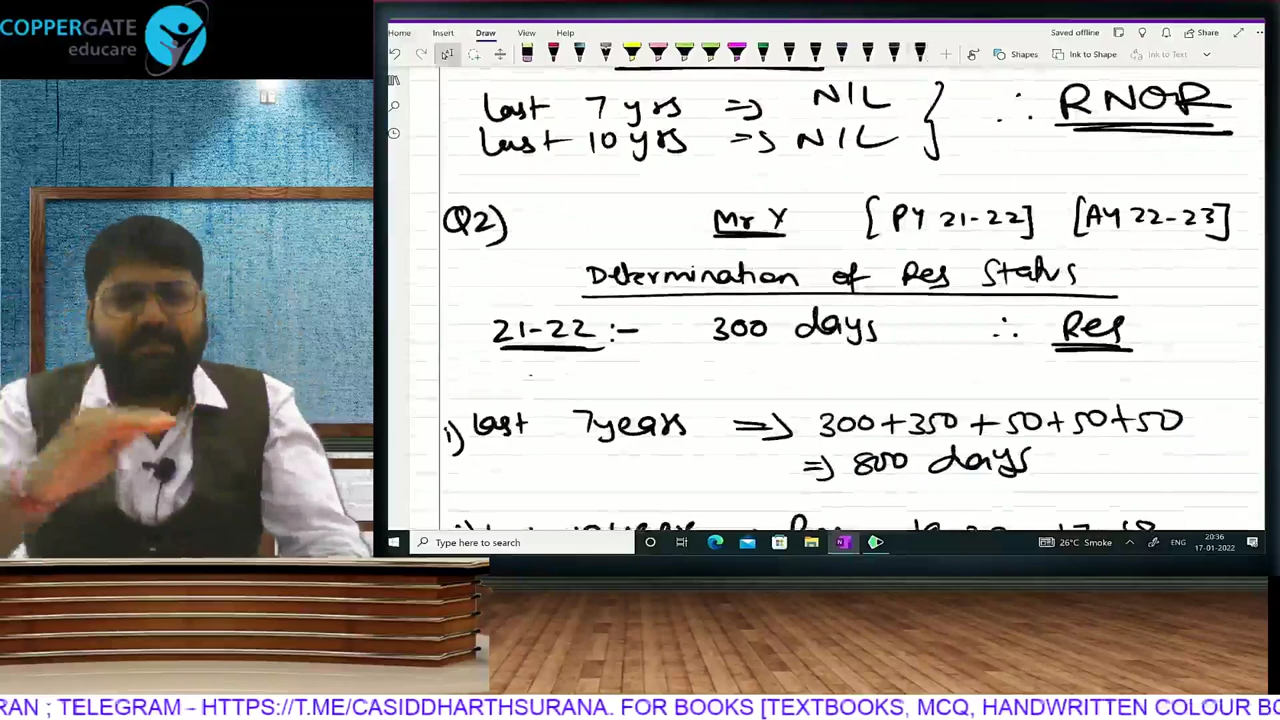 COPPERGATE
educare
Home Insert Draw View Help
Saved offline
Share
Shapes
Ink to Shape
Ink to Text
last 7 yrs => NIL
last 10 yrs => NIL
∴ RNOR
Q2) Mr X [PY 21-22] [AY 22-23]
Determination of Res Status
21-22 :- 300 days ∴ Res
i) last 7 years => 300+350+50+50+50
=> 800 days
Type here to search
26°C Smoke
ENG
20:36
17-01-2022
RAN ; TELEGRAM - HTTPS://T.ME/CASIDDHARTHSURANA. FOR BOOKS [TEXTBOOKS, MCQ, HANDWRITTEN COLOUR BO